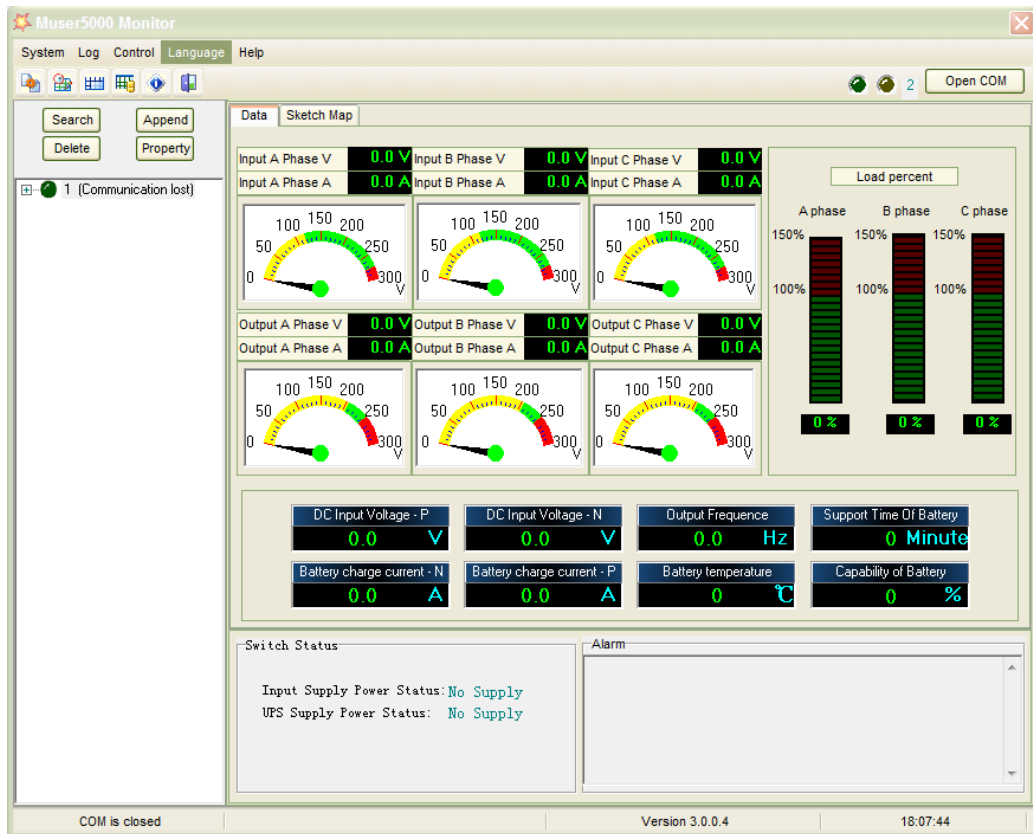 Muser5000 Monitor
System Log Control Language Help
2 Open COM
Search Append
Delete Property
1 (Communication lost)
Data Sketch Map
Input A Phase V 0.0 V Input B Phase V 0.0 V Input C Phase V 0.0 V
Input A Phase A 0.0 A Input B Phase A 0.0 A Input C Phase A 0.0 A
0 50 100 150 200 250 300 V
0 50 100 150 200 250 300 V
0 50 100 150 200 250 300 V
Output A Phase V 0.0 V Output B Phase V 0.0 V Output C Phase V 0.0 V
Output A Phase A 0.0 A Output B Phase A 0.0 A Output C Phase A 0.0 A
0 50 100 150 200 250 300 V
0 50 100 150 200 250 300 V
0 50 100 150 200 250 300 V
Load percent
A phase B phase C phase
150% 150% 150%
100% 100% 100%
0 % 0 % 0 %
DC Input Voltage - P DC Input Voltage - N Output Frequence Support Time Of Battery
0.0 V 0.0 V 0.0 Hz 0 Minute
Battery charge current - N Battery charge current - P Battery temperature Capability of Battery
0.0 A 0.0 A 0 ℃ 0 %
Switch Status
Input Supply Power Status: No Supply
UPS Supply Power Status: No Supply
Alarm
COM is closed Version 3.0.0.4 18:07:44